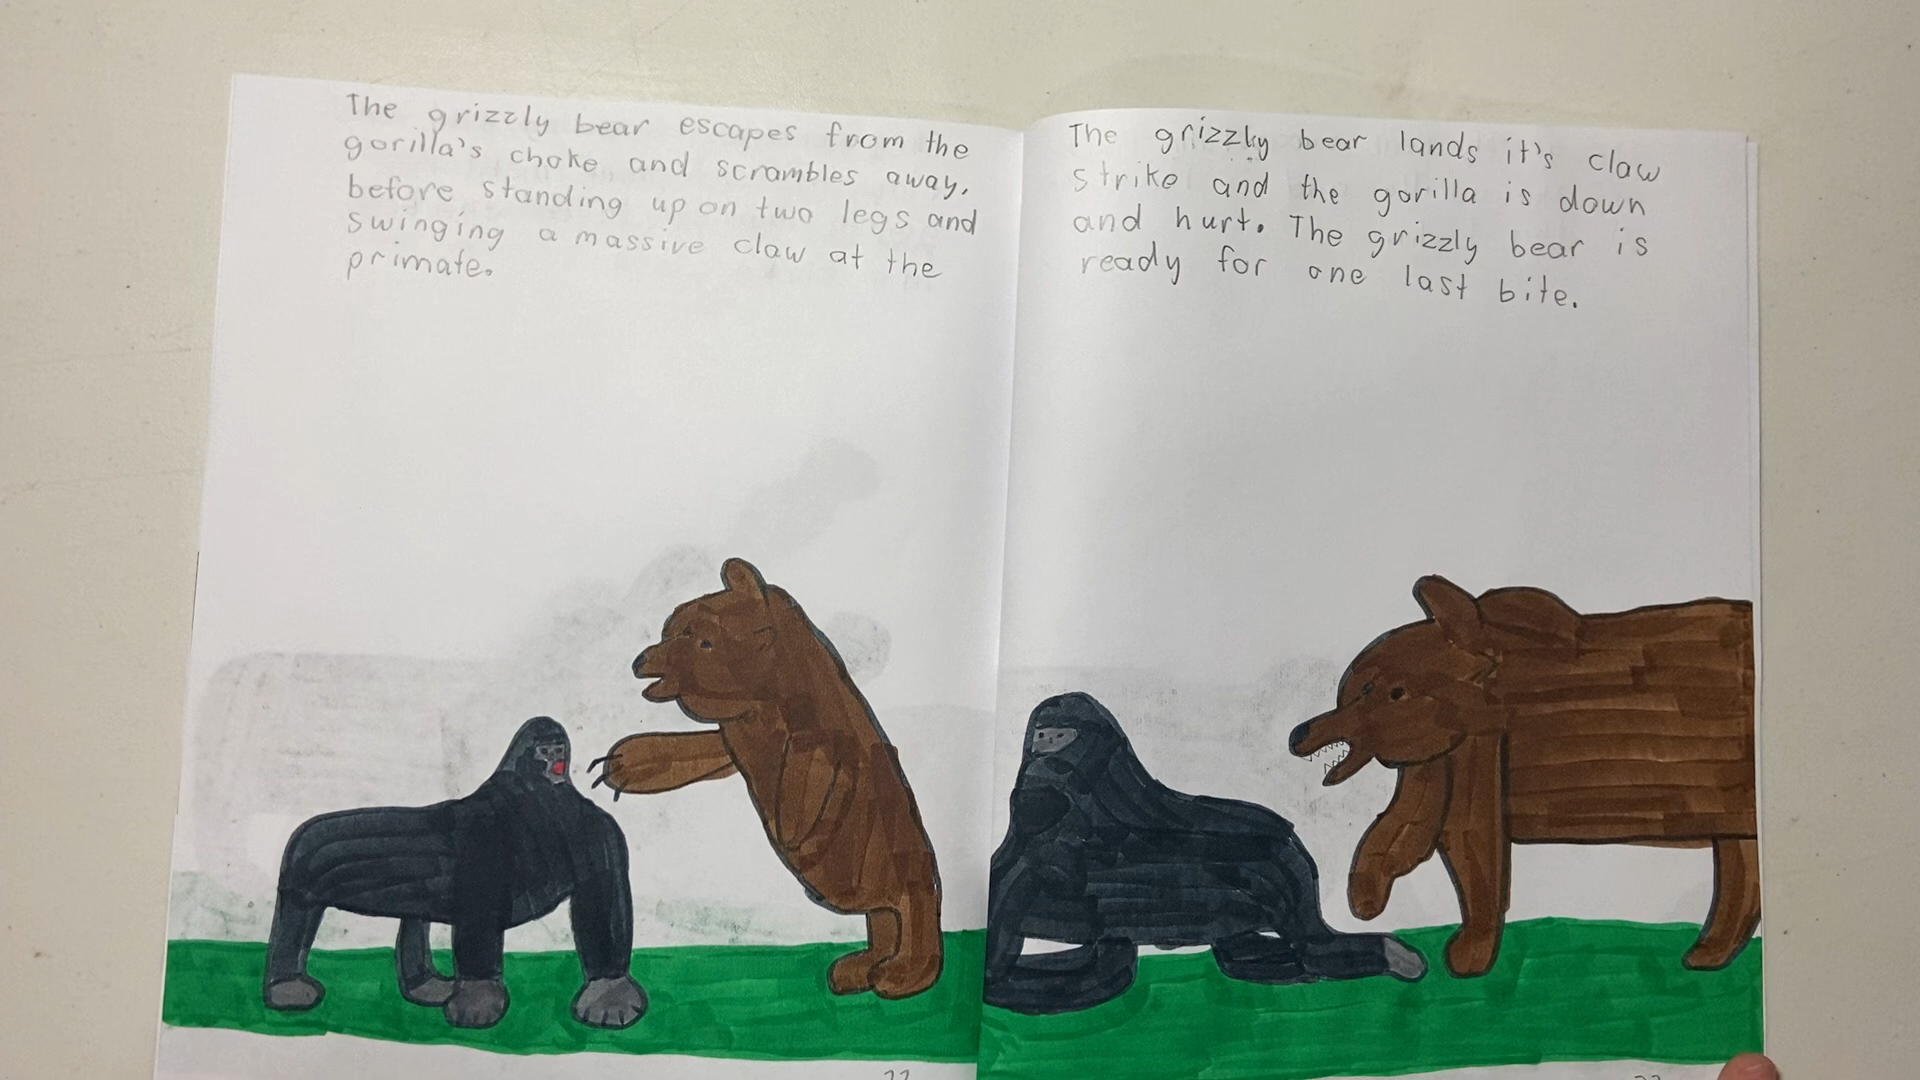 The grizzly bear escapes from the
gorilla's choke and scrambles away,
before standing up on two legs and
swinging a massive claw at the
primate.
The grizzly bear lands it's claw
strike and the gorilla is down
and hurt. The grizzly bear is
ready for one last bite.